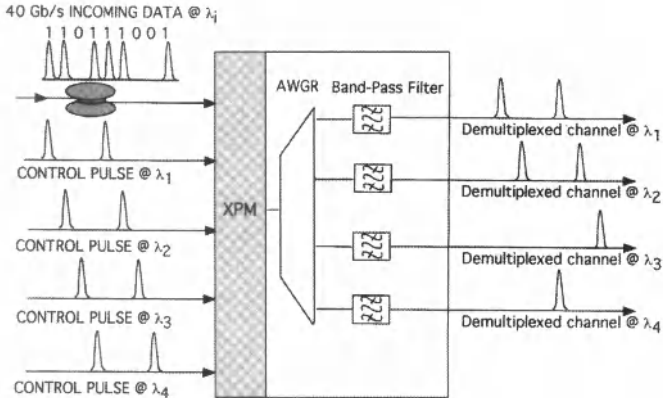 40 Gb/s INCOMING DATA @ λi
1 1 0 1 1 1 0 0 1
AWGR
Band-Pass Filter
Demultiplexed channel @ λ1
CONTROL PULSE @ λ1
Demultiplexed channel @ λ2
XPM
CONTROL PULSE @ λ2
Demultiplexed channel @ λ3
CONTROL PULSE @ λ3
Demultiplexed channel @ λ4
CONTROL PULSE @ λ4